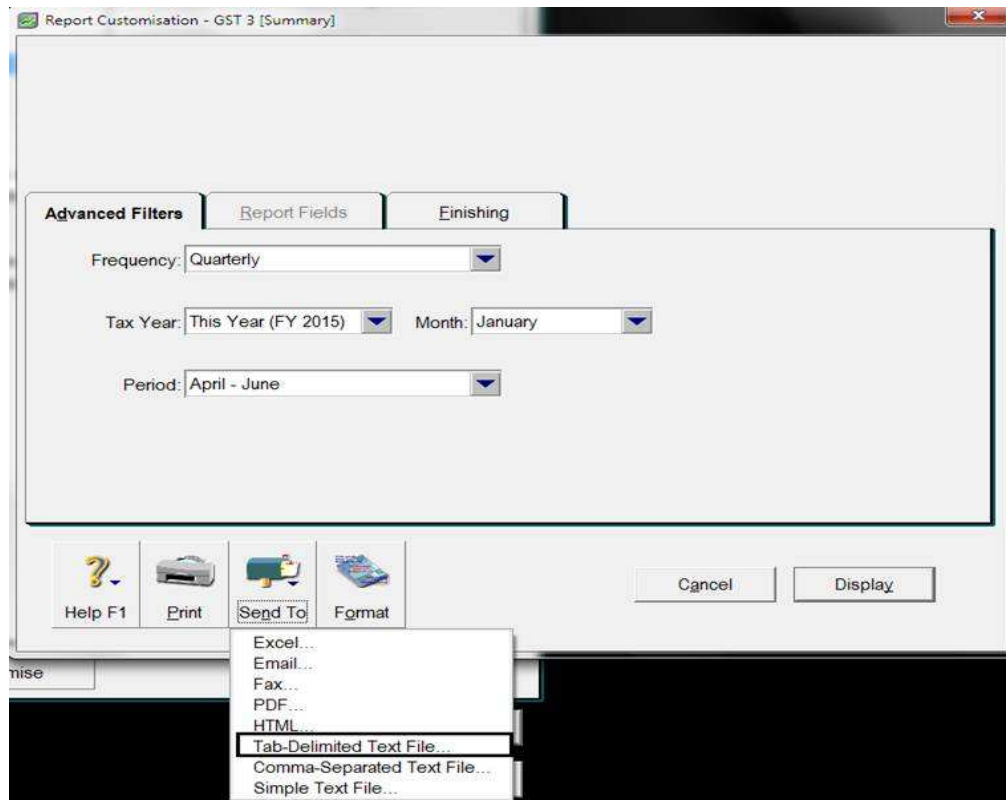 Report Customisation - GST 3 [Summary]
Advanced Filters Report Fields Finishing
Frequency: Quarterly
Tax Year: This Year (FY 2015) Month: January
Period: April - June
Help F1 Print Send To Format Cancel Display
Excel...
Email...
Fax...
PDF...
HTML...
Tab-Delimited Text File...
Comma-Separated Text File...
Simple Text File...
mise